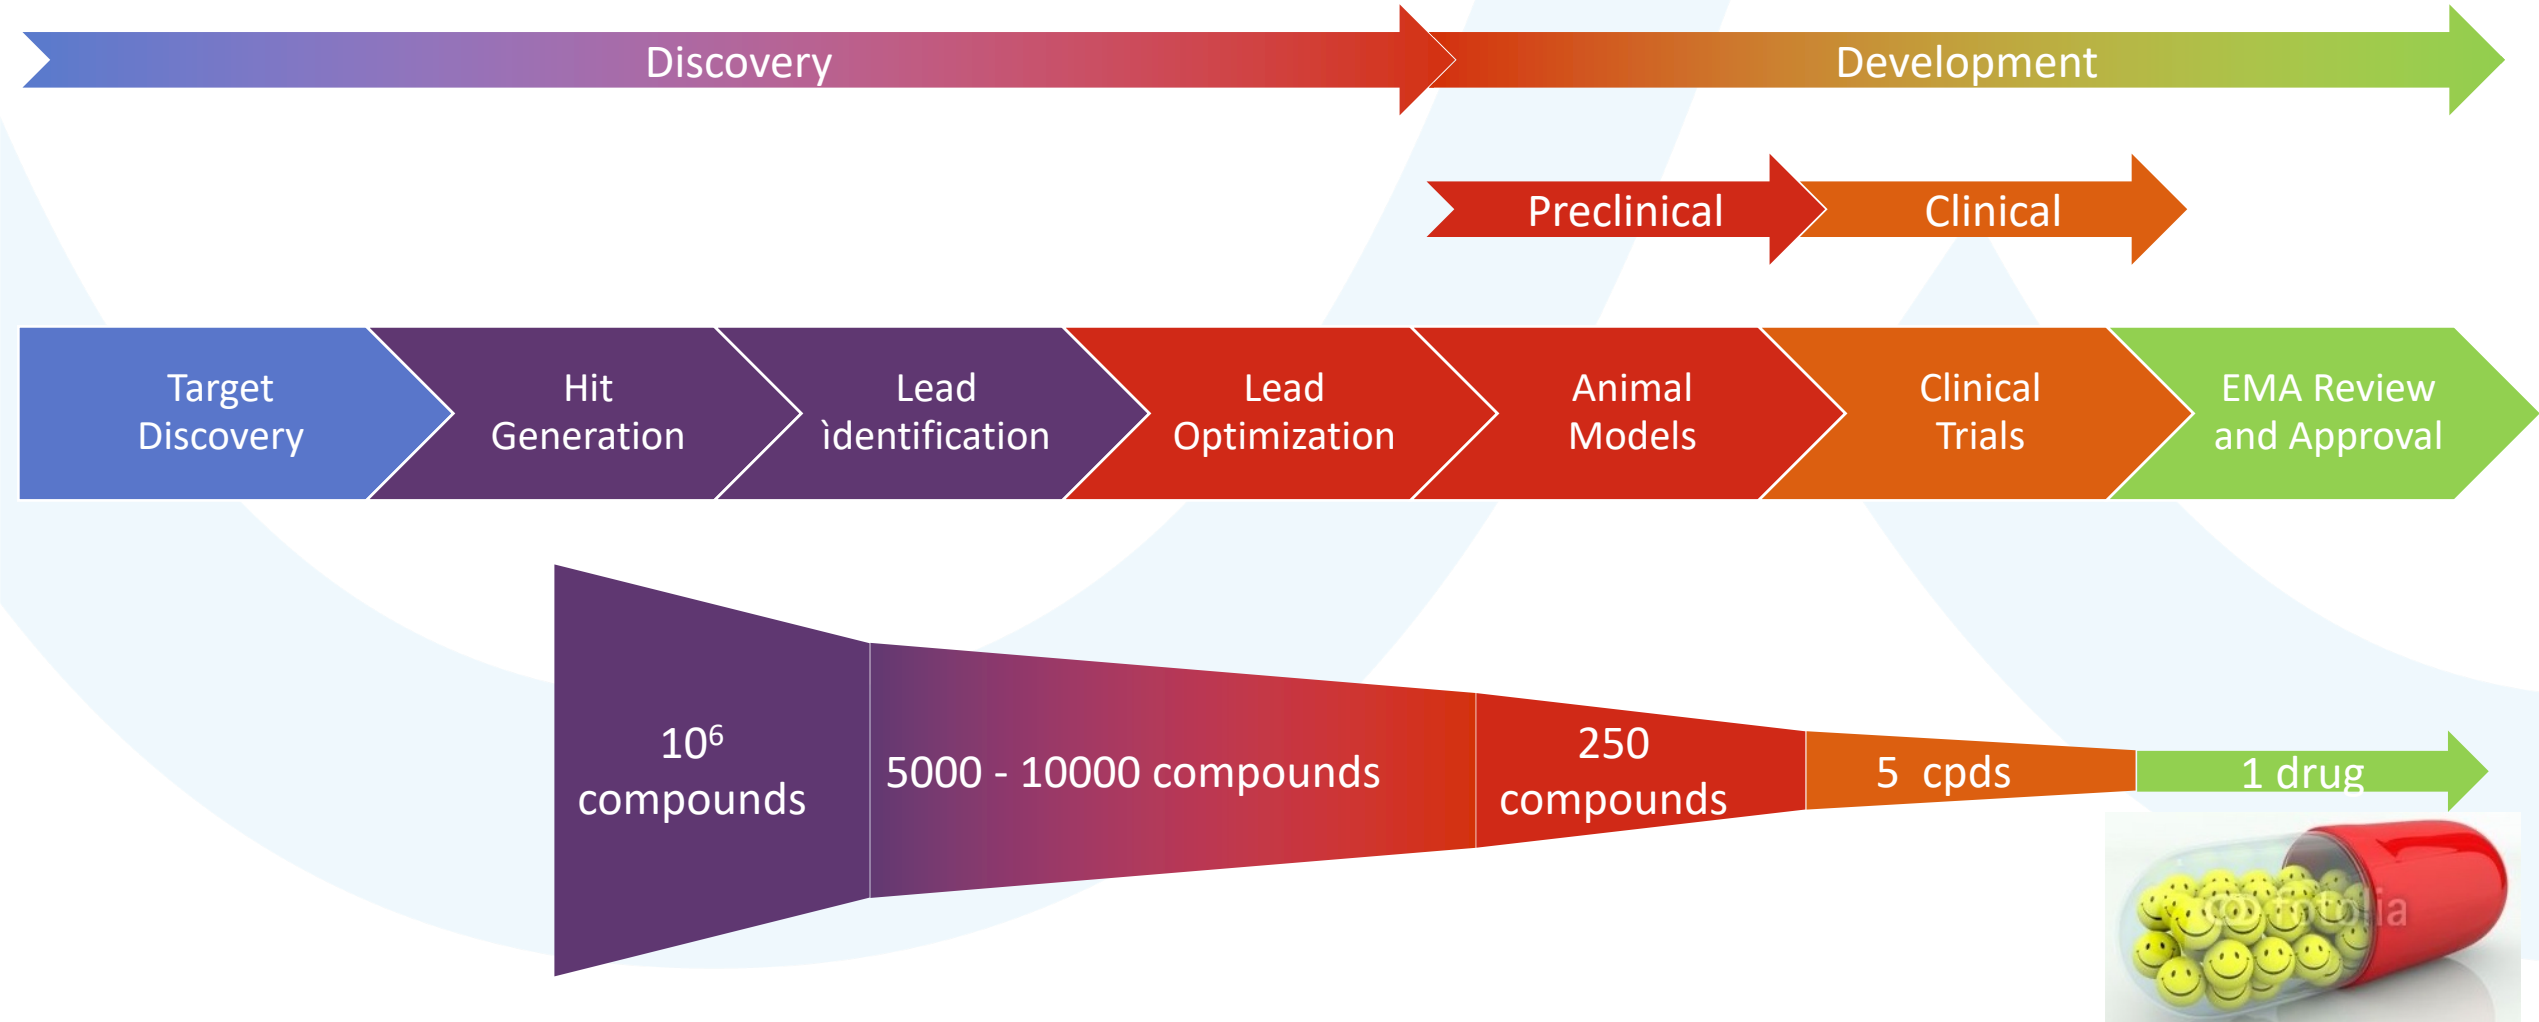 Discovery
Development
Preclinical
Clinical
Target
Discovery
Hit
Generation
Lead
ìdentification
Lead
Optimization
Animal
Models
Clinical
Trials
EMA Review
and Approval
10⁶
compounds
5000 - 10000 compounds
250
compounds
5  cpds
1 drug
fotolia